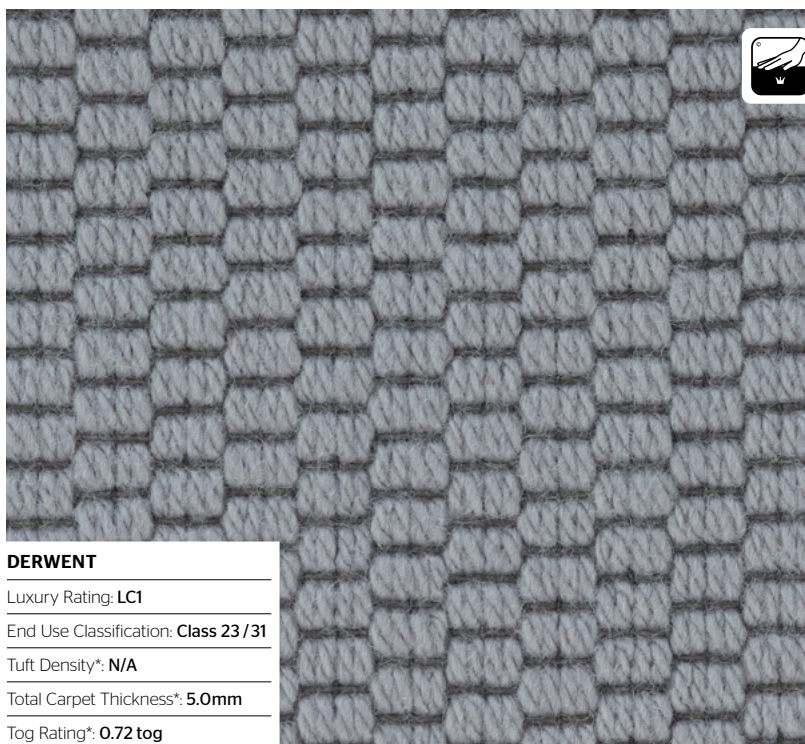 DERWENT
Luxury Rating: LC1
End Use Classification: Class 23 / 31
Tuft Density*: N/A
Total Carpet Thickness*: 5.0mm
Tog Rating*: 0.72 tog